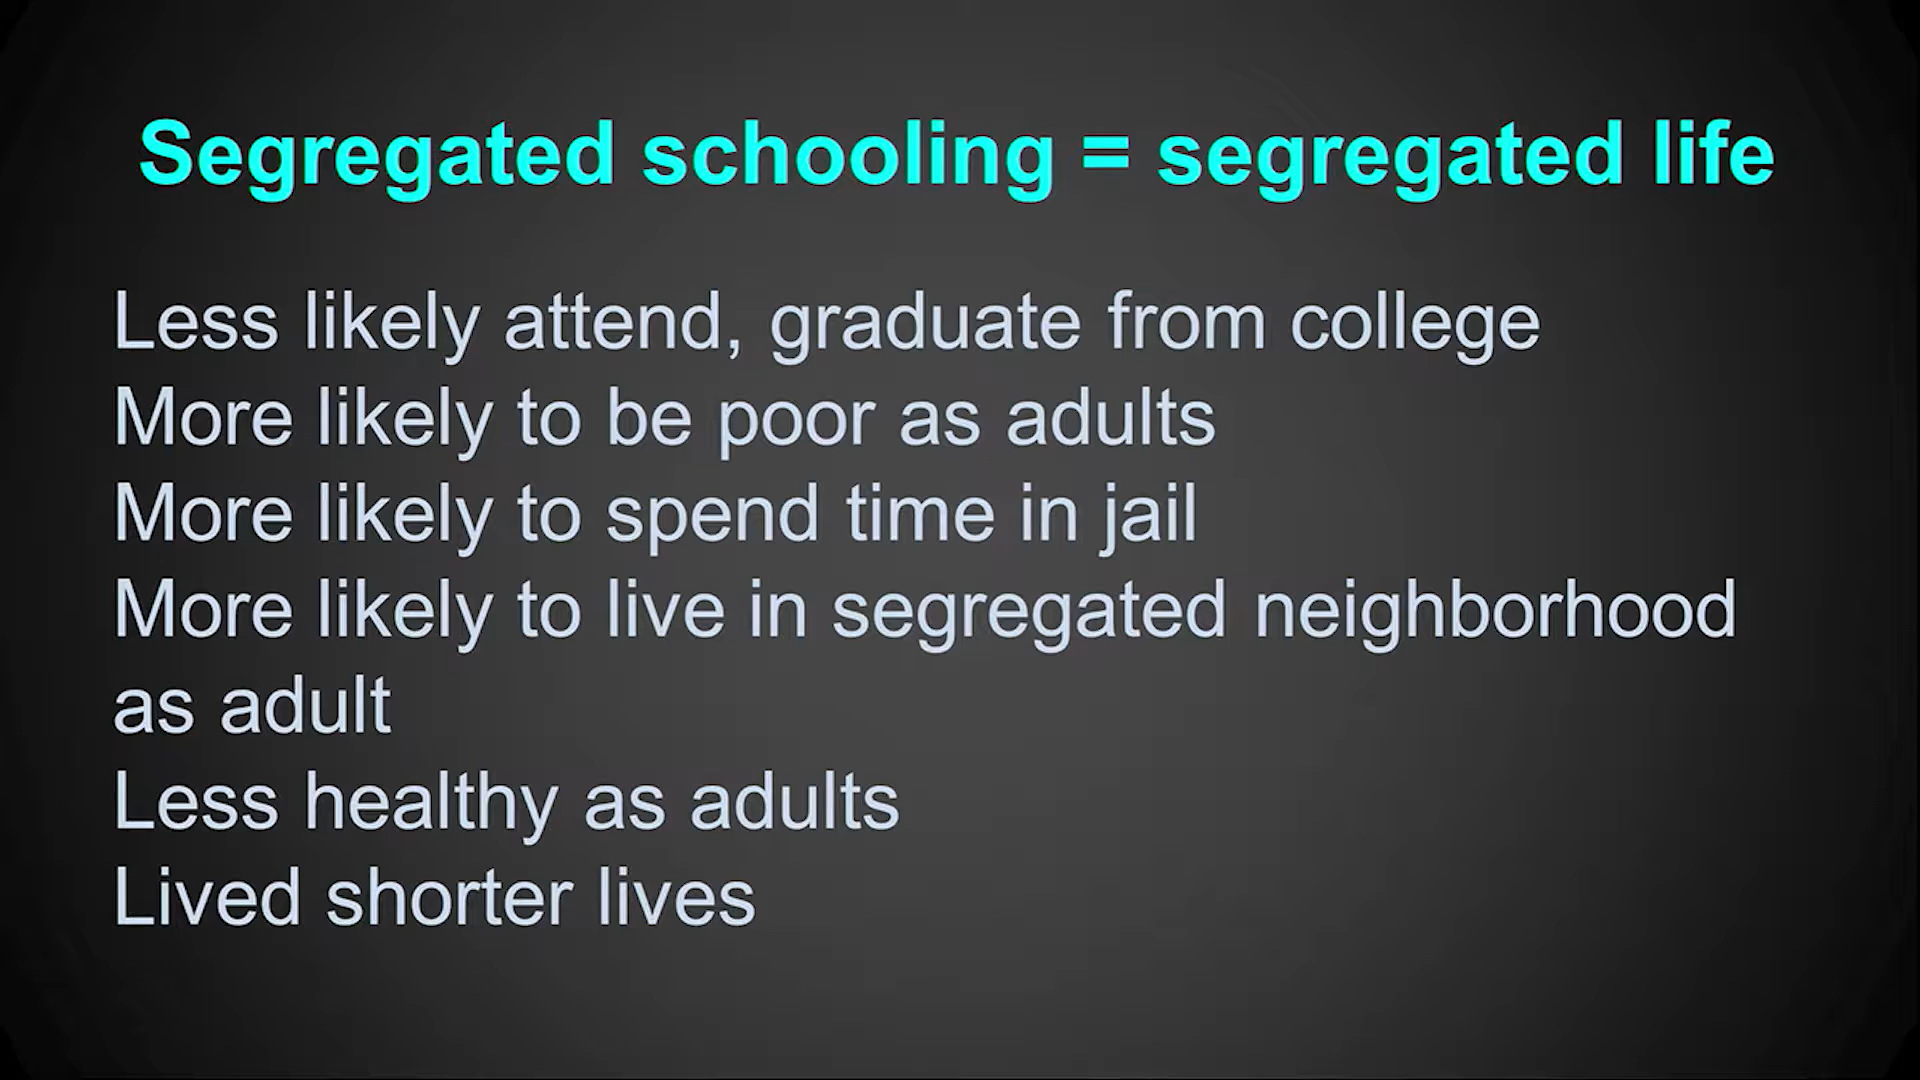 Segregated schooling = segregated life
Less likely attend, graduate from college
More likely to be poor as adults
More likely to spend time in jail
More likely to live in segregated neighborhood
as adult
Less healthy as adults
Lived shorter lives